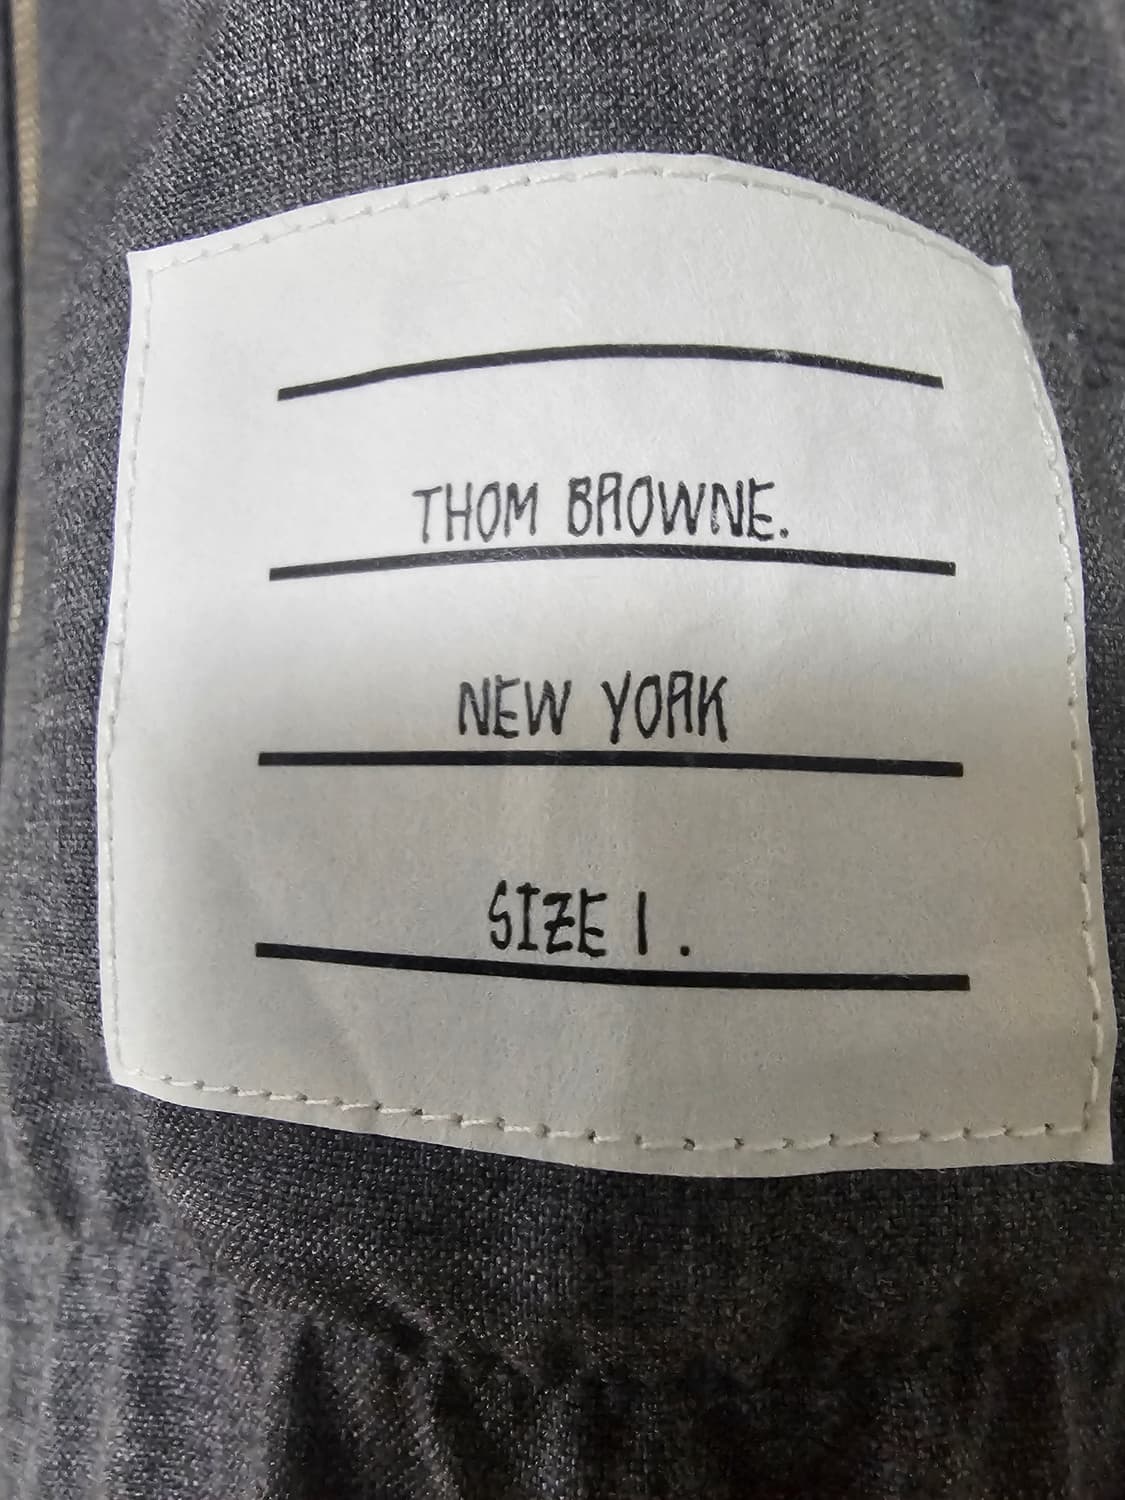 THOM BROWNE.
NEW YORK
SIZE 1.